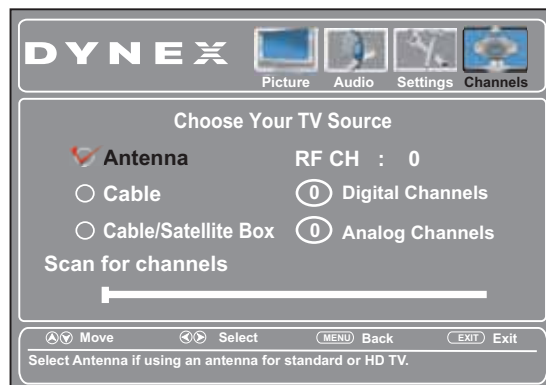 DYNEX
Picture Audio Settings Channels
Choose Your TV Source
Antenna RF CH : 0
Cable 0 Digital Channels
Cable/Satellite Box 0 Analog Channels
Scan for channels
Move Select MENU Back EXIT Exit
Select Antenna if using an antenna for standard or HD TV.